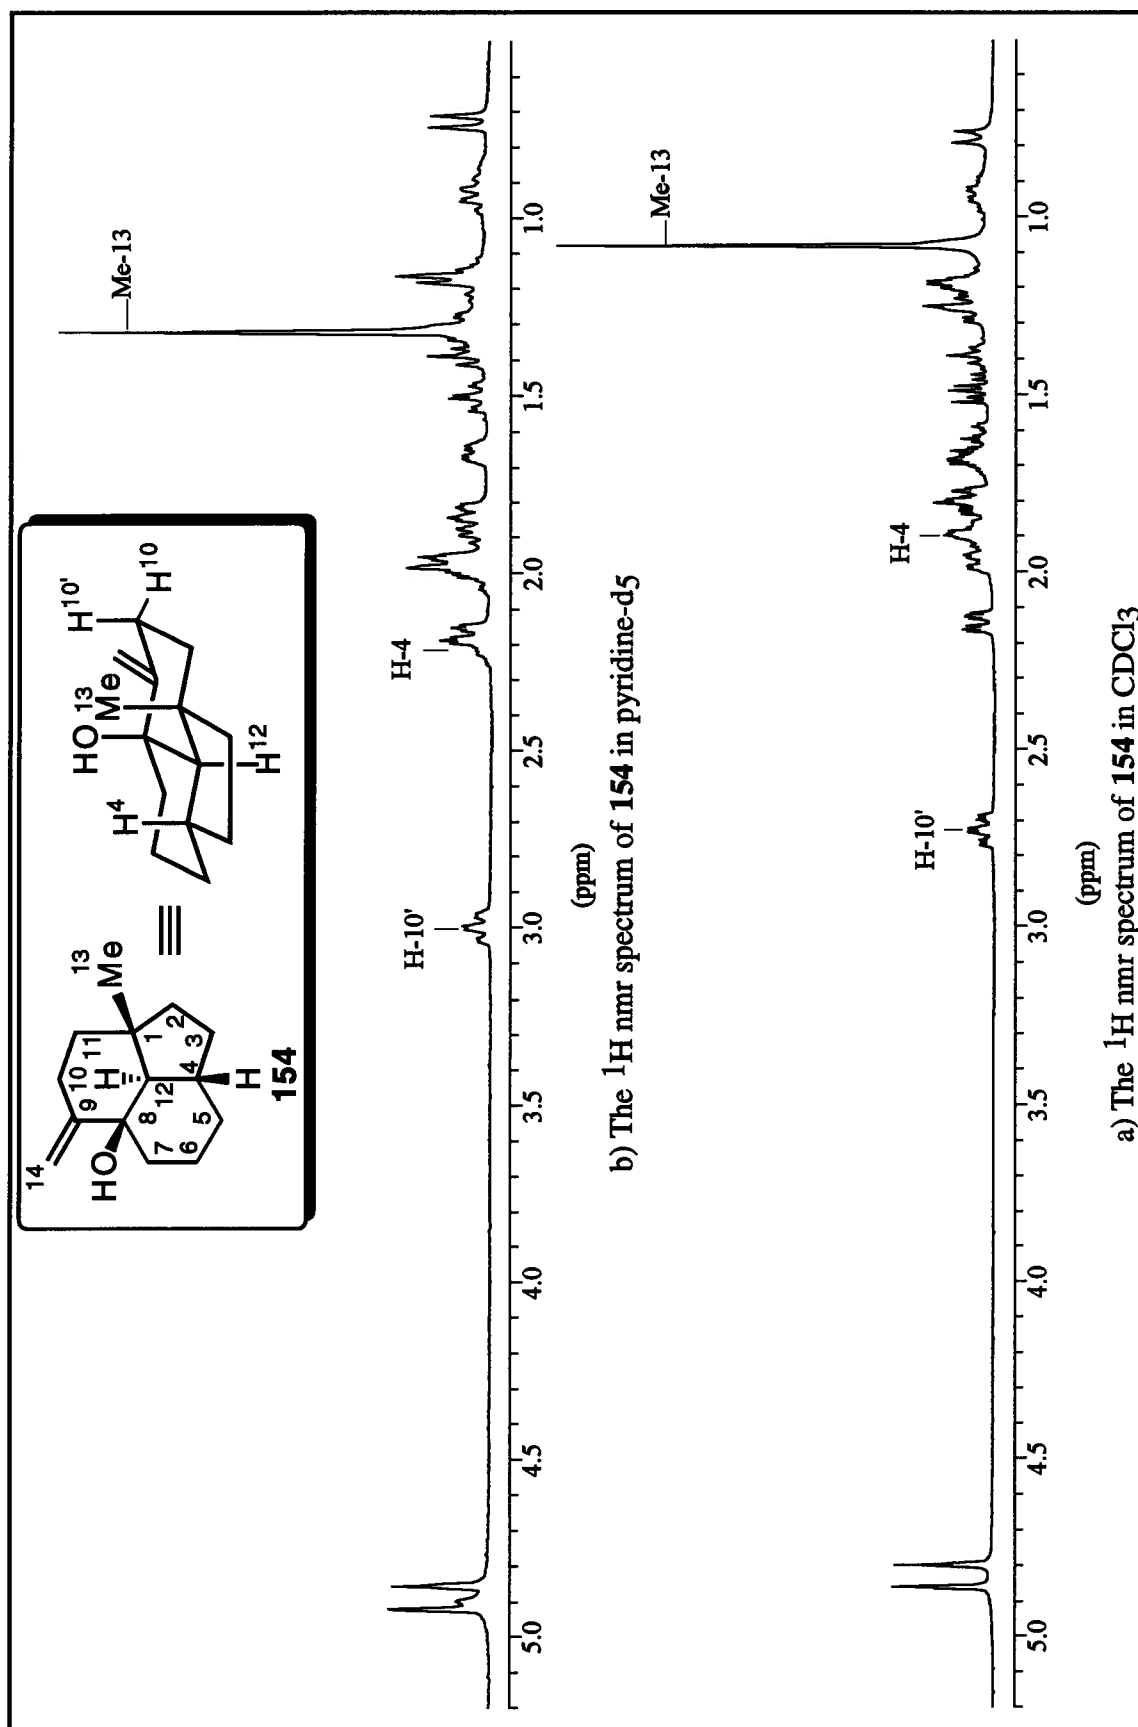 14
HO
9
10
11
H
8
12
1
13
Me
7
6
5
4
3
2
H
154
≡
HO
13
Me
H4
H12
H10'
H10
H-10'
H-4
Me-13
5.0 4.5 4.0 3.5 3.0 2.5 2.0 1.5 1.0
(ppm)
b) The 1H nmr spectrum of 154 in pyridine-d5
H-10'
H-4
Me-13
5.0 4.5 4.0 3.5 3.0 2.5 2.0 1.5 1.0
(ppm)
a) The 1H nmr spectrum of 154 in CDCl3